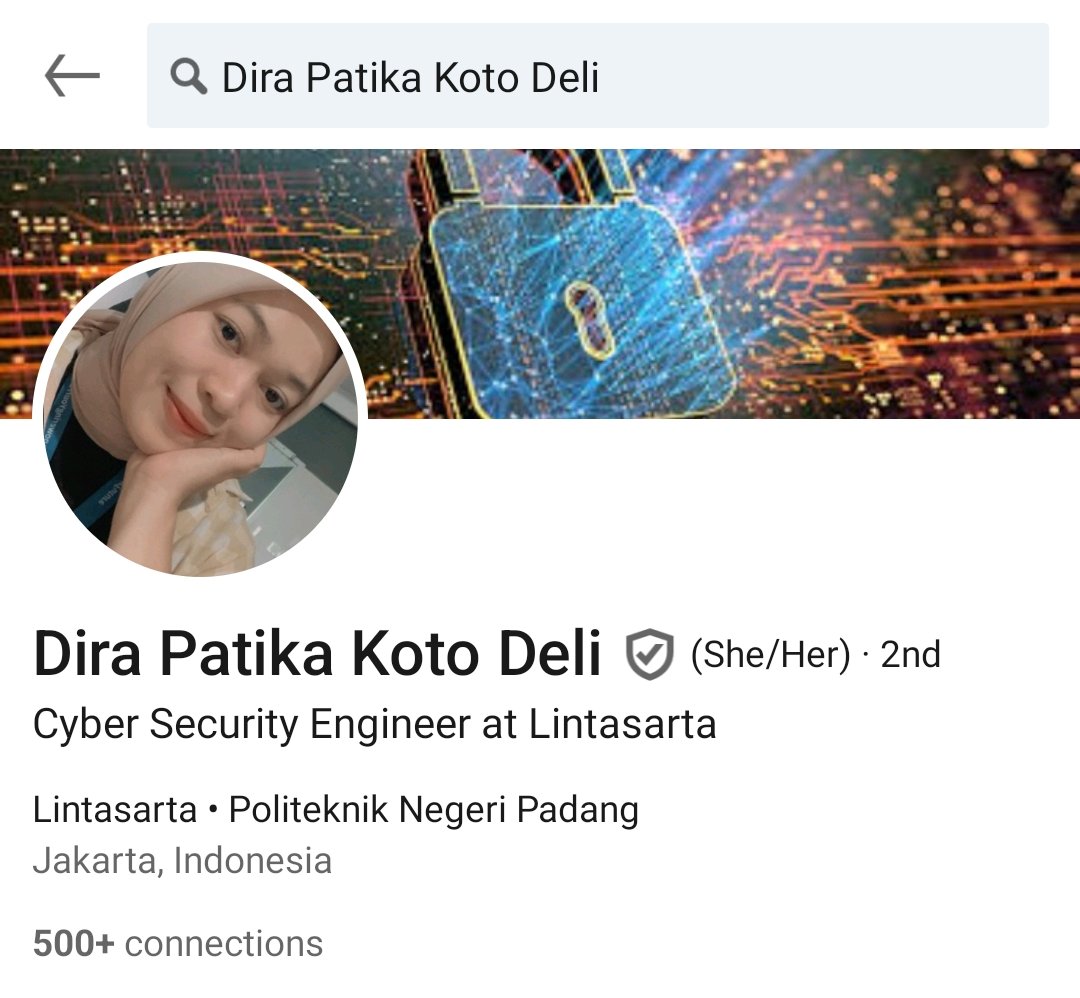 Dira Patika Koto Deli
Dira Patika Koto Deli (She/Her) · 2nd
Cyber Security Engineer at Lintasarta
Lintasarta • Politeknik Negeri Padang
Jakarta, Indonesia
500+ connections